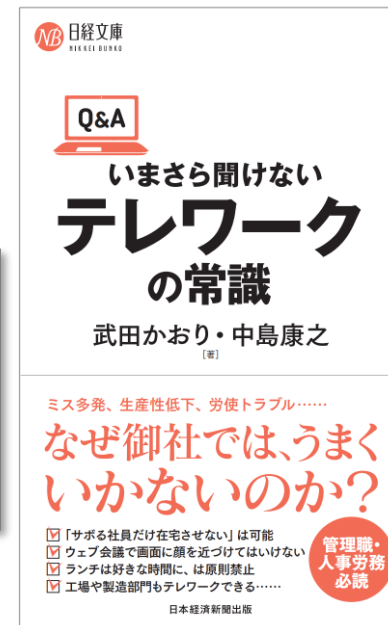 NB 日経文庫
NIKKEI BUNKO
Q&A
いまさら聞けない
テレワーク
の常識
武田かおり・中島康之
[著]
ミス多発、生産性低下、労使トラブル……
なぜ御社では、うまく
いかないのか?
「サボる社員だけ在宅させない」は可能
ウェブ会議で画面に顔を近づけてはいけない
ランチは好きな時間に、は原則禁止
工場や製造部門もテレワークできる……
管理職・
人事労務
必読
日本経済新聞出版